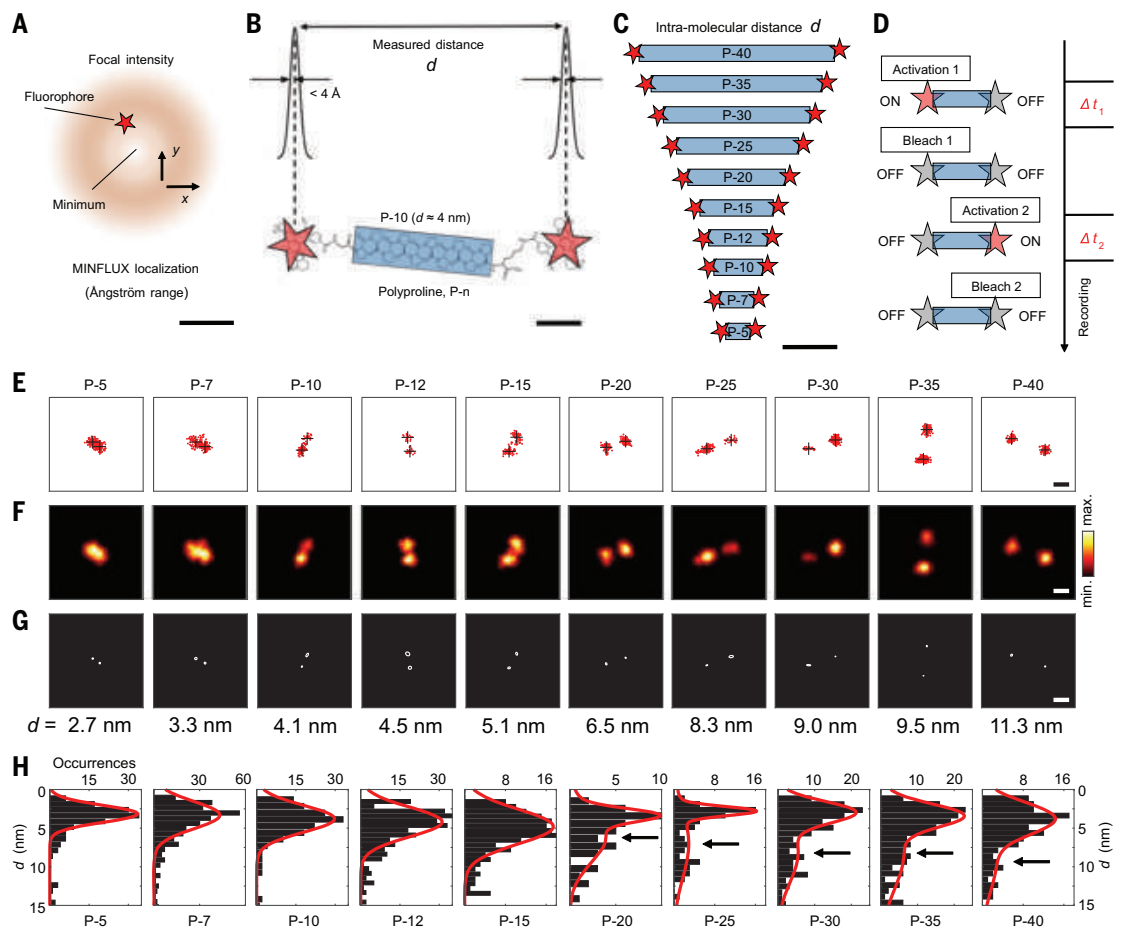 A
Focal intensity
Fluorophore
y
x
Minimum
MINFLUX localization
(Ångström range)
B
Measured distance
d
< 4 Å
P-10 (d ≈ 4 nm)
Polyproline, P-n
C
Intra-molecular distance d
P-40
P-35
P-30
P-25
P-20
P-15
P-12
P-10
P-7
P-5
D
Activation 1
ON OFF
Δt1
Bleach 1
OFF OFF
Activation 2
OFF ON
Δt2
Bleach 2
OFF OFF
Recording
E
P-5 P-7 P-10 P-12 P-15 P-20 P-25 P-30 P-35 P-40
F
min. max.
G
d = 2.7 nm 3.3 nm 4.1 nm 4.5 nm 5.1 nm 6.5 nm 8.3 nm 9.0 nm 9.5 nm 11.3 nm
H
Occurrences
15 30 30 60 15 30 15 30 8 16 5 10 8 16 10 20 10 20 8 16
0 0
5 5
10 10
15 15
d (nm) d (nm)
P-5 P-7 P-10 P-12 P-15 P-20 P-25 P-30 P-35 P-40